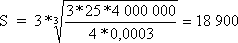 S = 3*∛(3*25*4 000 000 / 4*0,0003) = 18 900